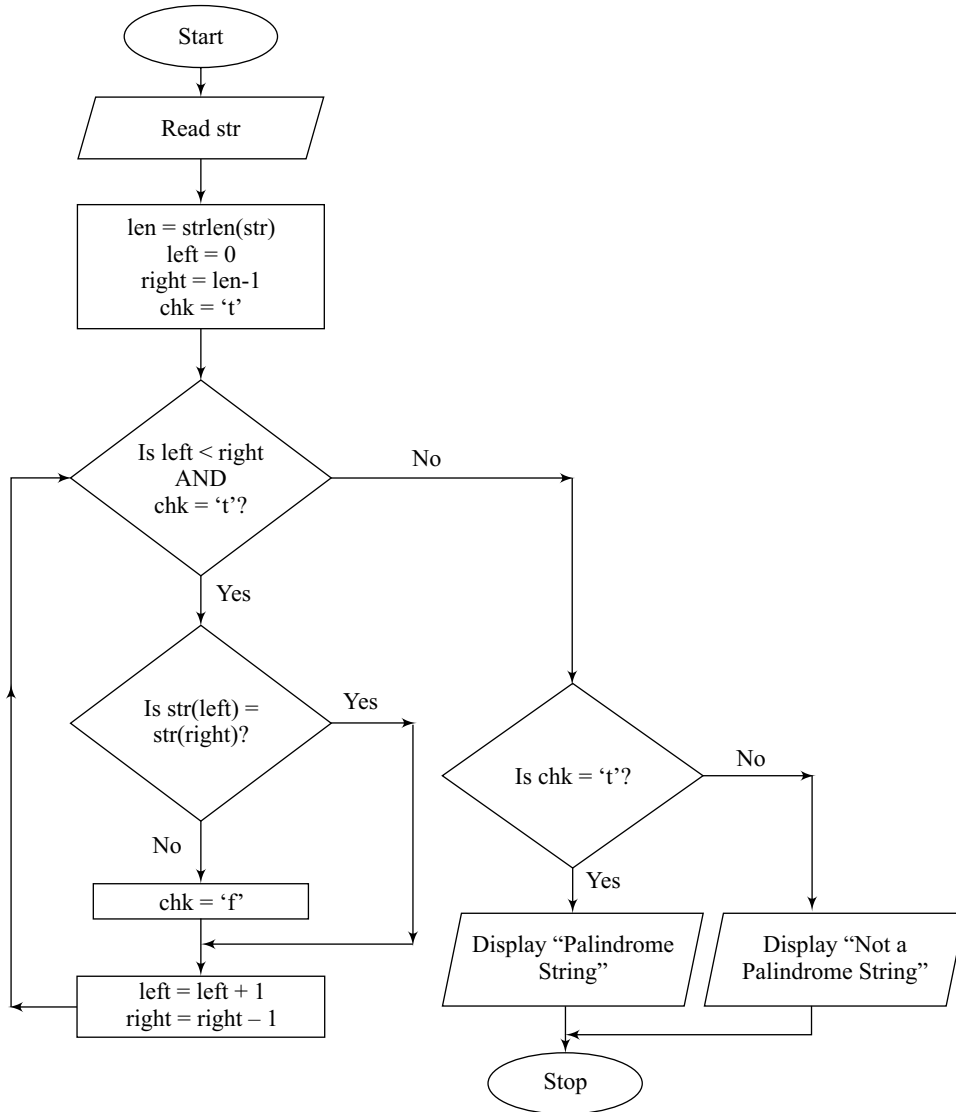 Start
Read str
len = strlen(str)
left = 0
right = len-1
chk = ‘t’
Is left < right
AND
chk = ‘t’?
No
Yes
Is str(left) =
str(right)?
Yes
No
chk = ‘f’
left = left + 1
right = right – 1
Is chk = ‘t’?
No
Yes
Display “Palindrome
String”
Display “Not a
Palindrome String”
Stop